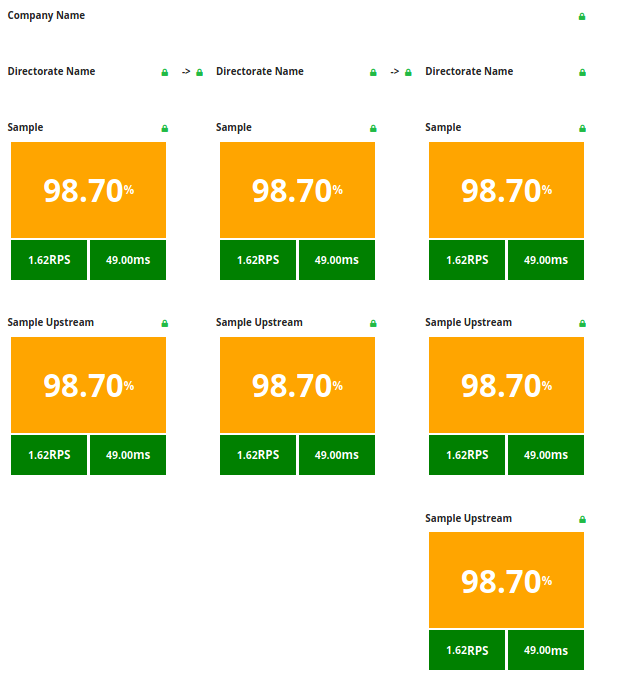 Company Name
Directorate Name -> Directorate Name -> Directorate Name
Sample Sample Sample
98.70% 98.70% 98.70%
1.62RPS 49.00ms 1.62RPS 49.00ms 1.62RPS 49.00ms
Sample Upstream Sample Upstream Sample Upstream
98.70% 98.70% 98.70%
1.62RPS 49.00ms 1.62RPS 49.00ms 1.62RPS 49.00ms
Sample Upstream
98.70%
1.62RPS 49.00ms